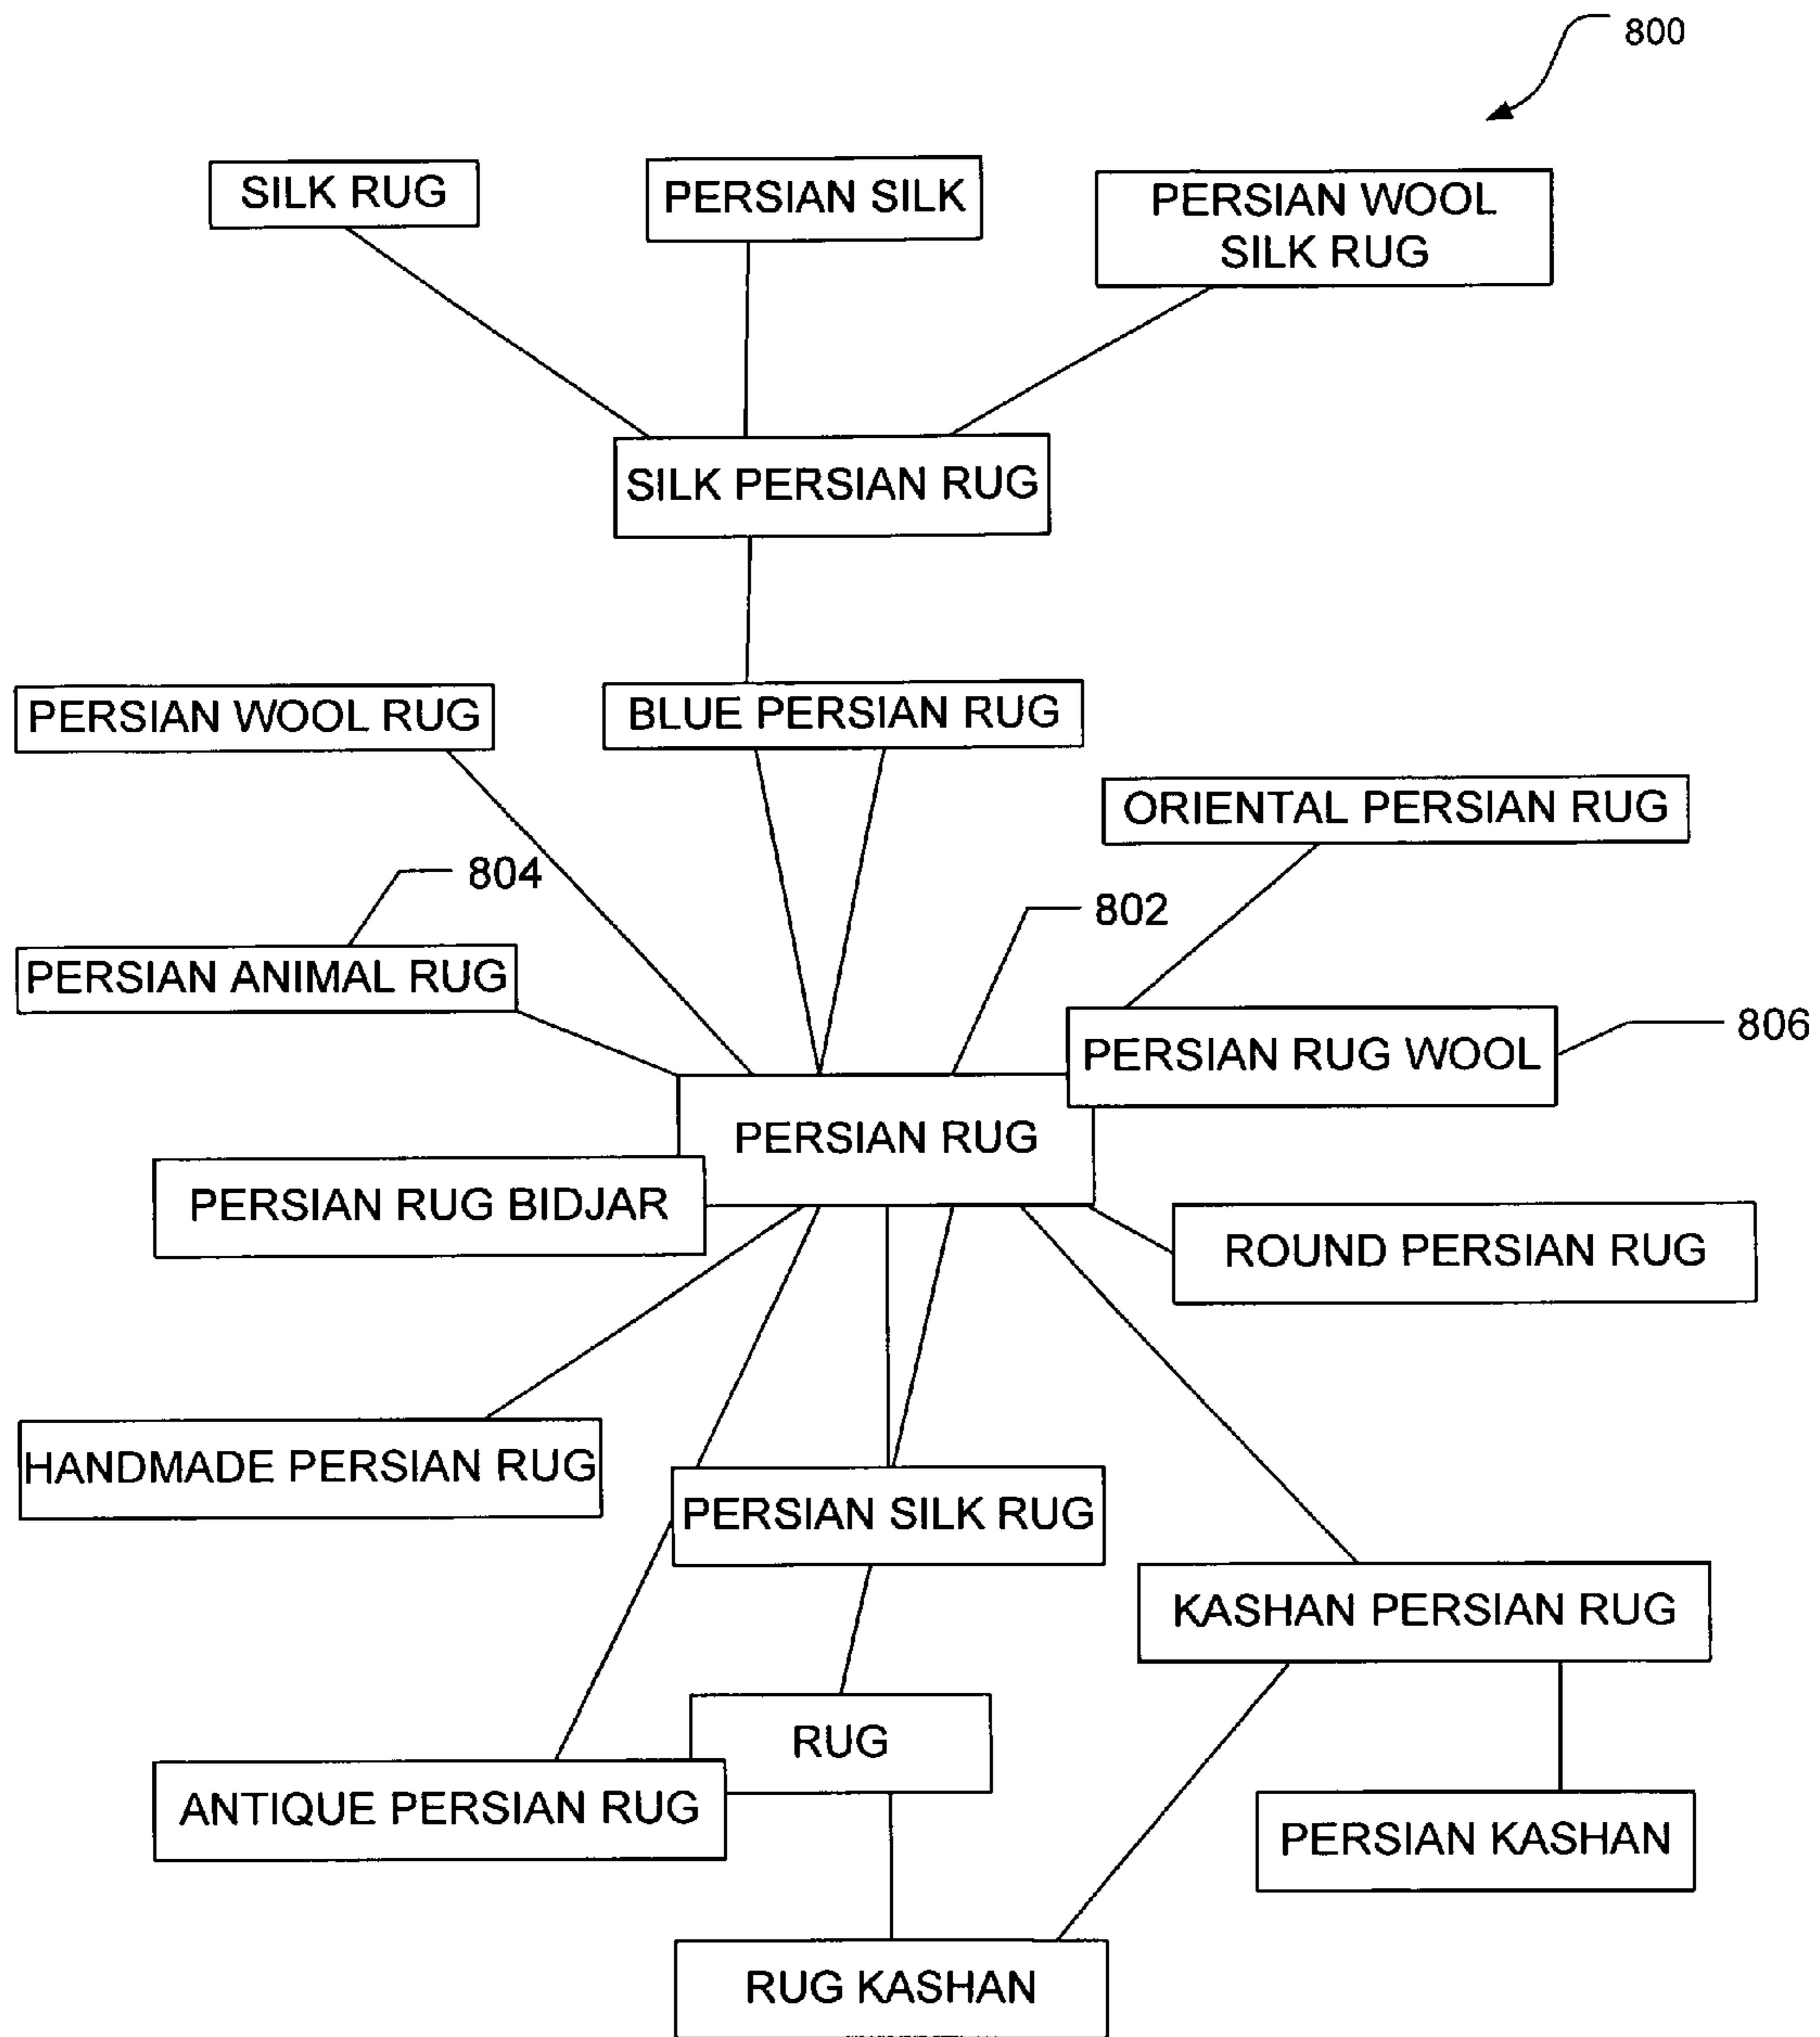 800
SILK RUG
PERSIAN SILK
PERSIAN WOOL
SILK RUG
SILK PERSIAN RUG
PERSIAN WOOL RUG
BLUE PERSIAN RUG
ORIENTAL PERSIAN RUG
804
802
PERSIAN ANIMAL RUG
PERSIAN RUG WOOL
806
PERSIAN RUG
PERSIAN RUG BIDJAR
ROUND PERSIAN RUG
HANDMADE PERSIAN RUG
PERSIAN SILK RUG
KASHAN PERSIAN RUG
RUG
ANTIQUE PERSIAN RUG
PERSIAN KASHAN
RUG KASHAN